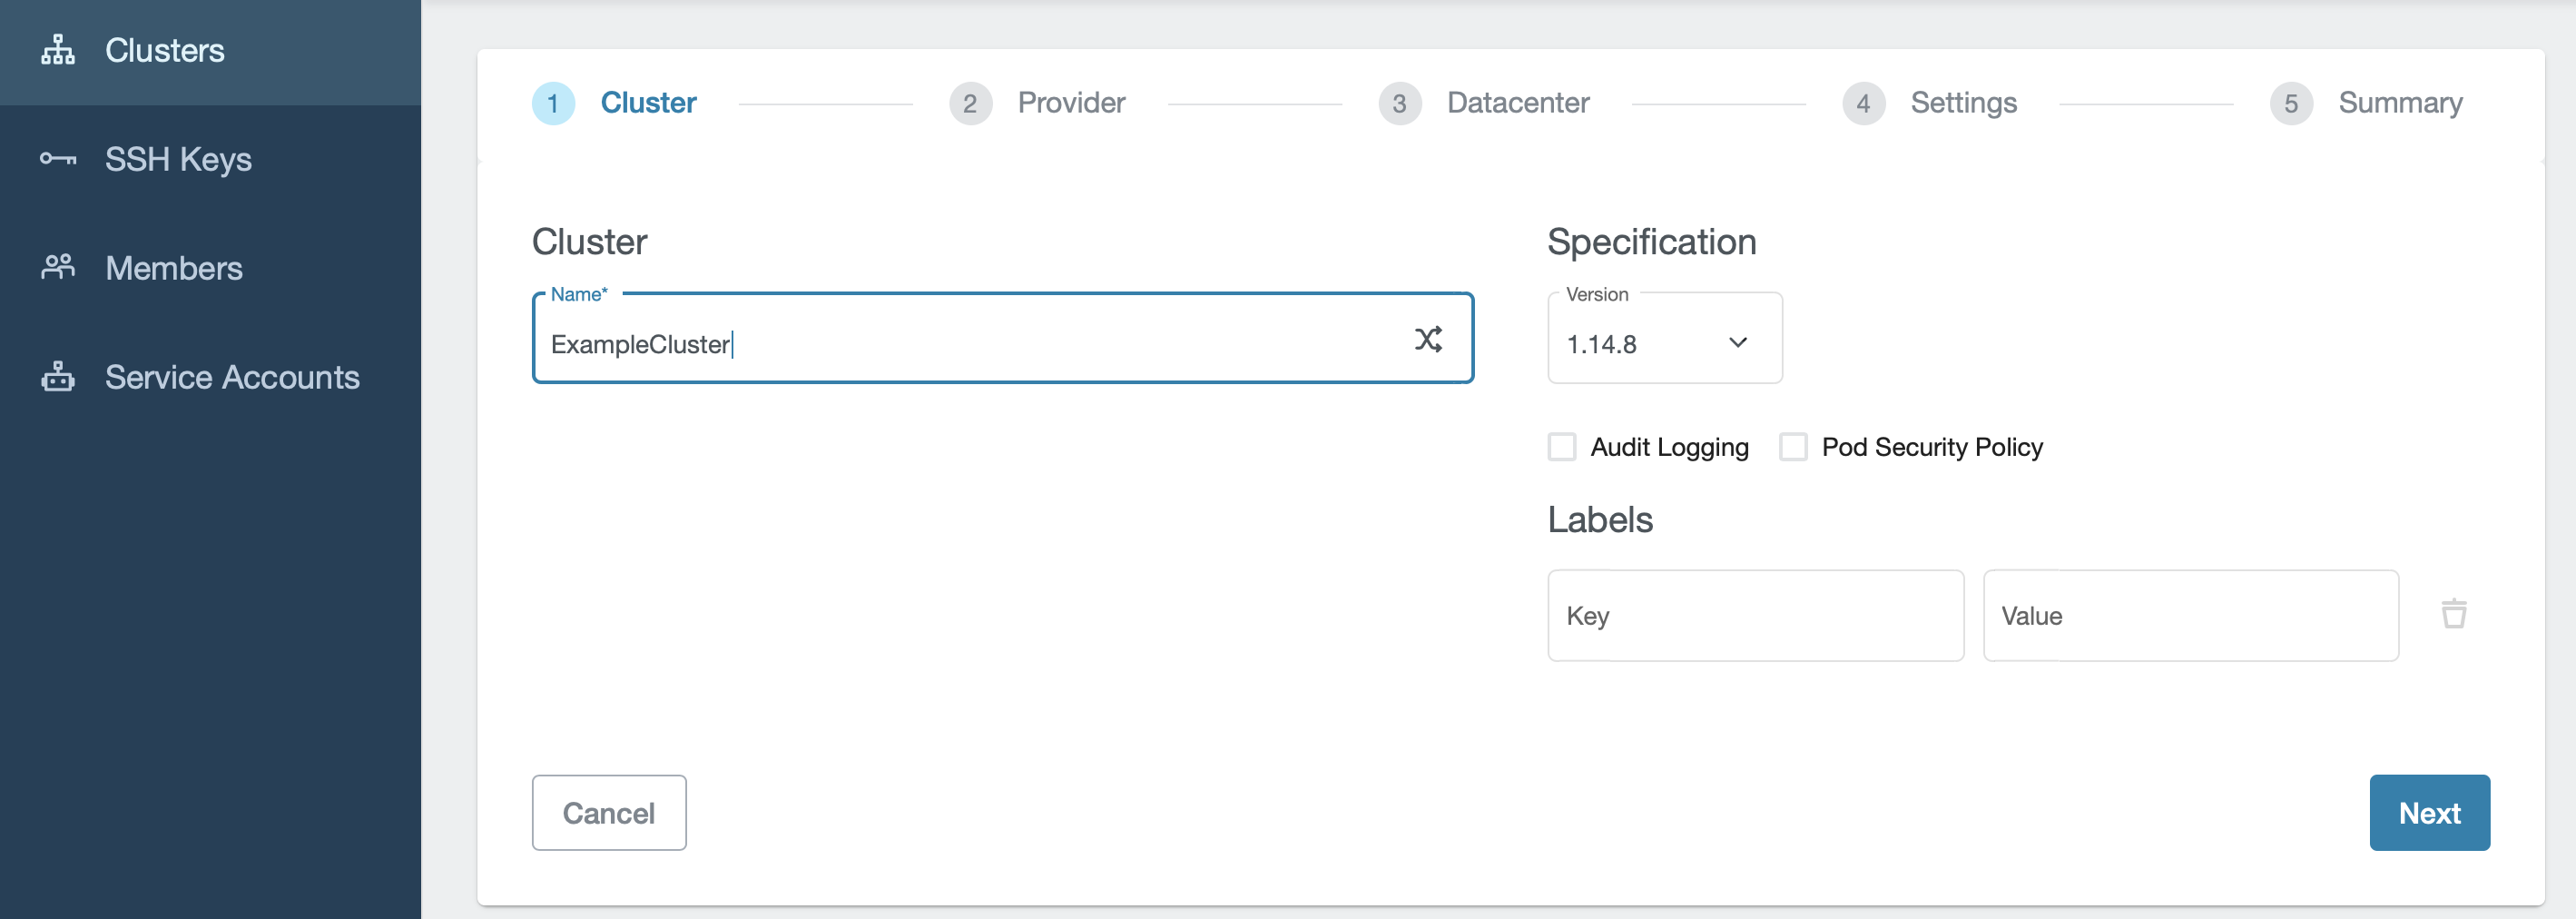 Clusters
SSH Keys
Members
Service Accounts
1 Cluster 2 Provider 3 Datacenter 4 Settings 5 Summary
Cluster
Name*
ExampleCluster
Specification
Version
1.14.8
Audit Logging Pod Security Policy
Labels
Key Value
Cancel Next